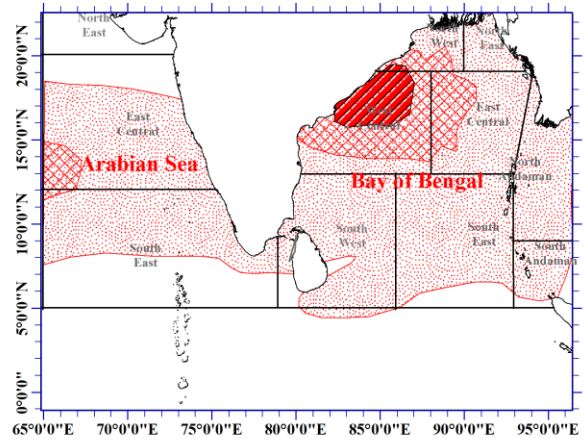 North
East
North
West
North
East
East
Central
East
Central
Arabian Sea
Bay of Bengal
North
Andaman
South
East
South
West
South
East
South
Andaman
20°0'0"N
15°0'0"N
10°0'0"N
5°0'0"N
0°0'0"
65°0'0"E 70°0'0"E 75°0'0"E 80°0'0"E 85°0'0"E 90°0'0"E 95°0'0"E